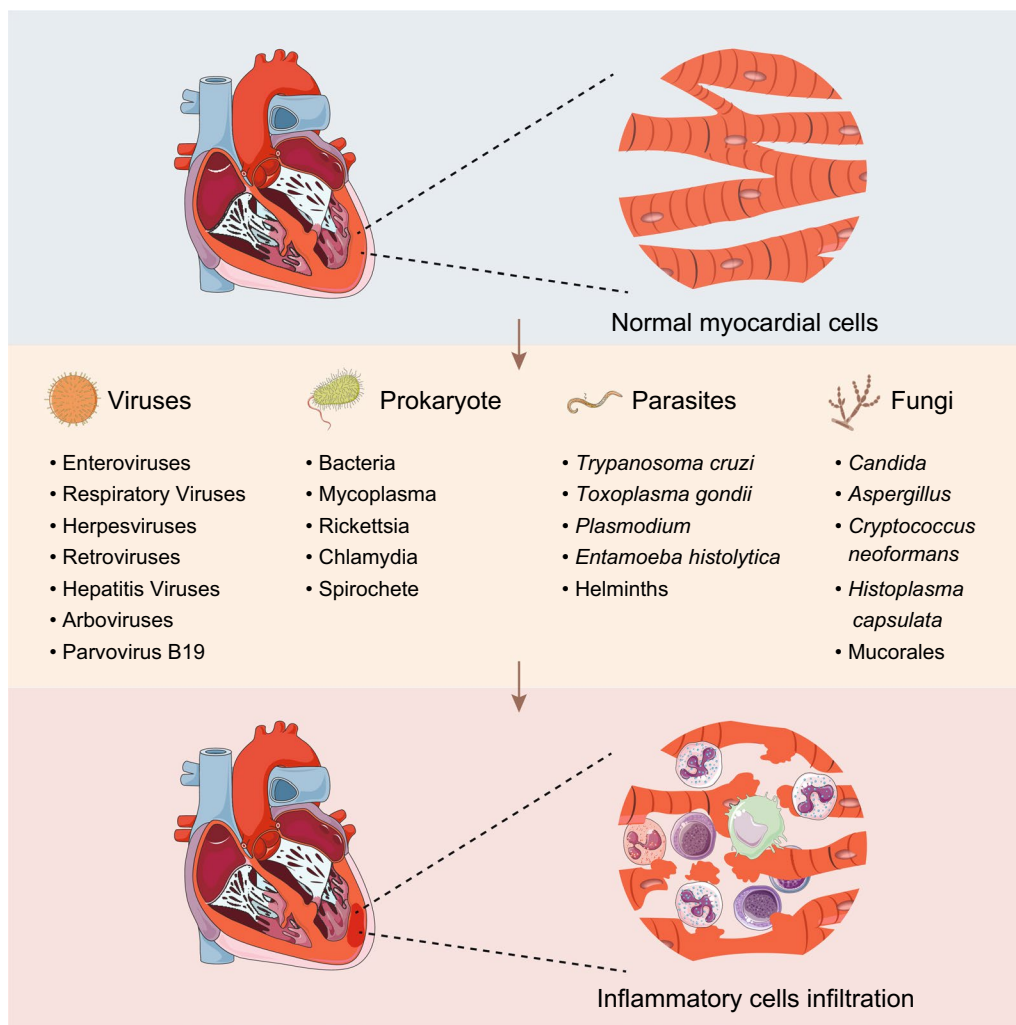 Normal myocardial cells
Viruses
• Enteroviruses
• Respiratory Viruses
• Herpesviruses
• Retroviruses
• Hepatitis Viruses
• Arboviruses
• Parvovirus B19
Prokaryote
• Bacteria
• Mycoplasma
• Rickettsia
• Chlamydia
• Spirochete
Parasites
• Trypanosoma cruzi
• Toxoplasma gondii
• Plasmodium
• Entamoeba histolytica
• Helminths
Fungi
• Candida
• Aspergillus
• Cryptococcus
neoformans
• Histoplasma
capsulata
• Mucorales
Inflammatory cells infiltration